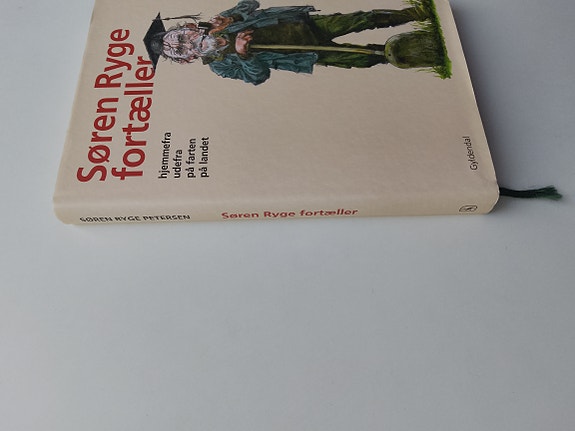 Søren Ryge
fortæller
hjemmefra
udefra
på farten
på landet
Gyldendal
SØREN RYGE PETERSEN
Søren Ryge fortæller